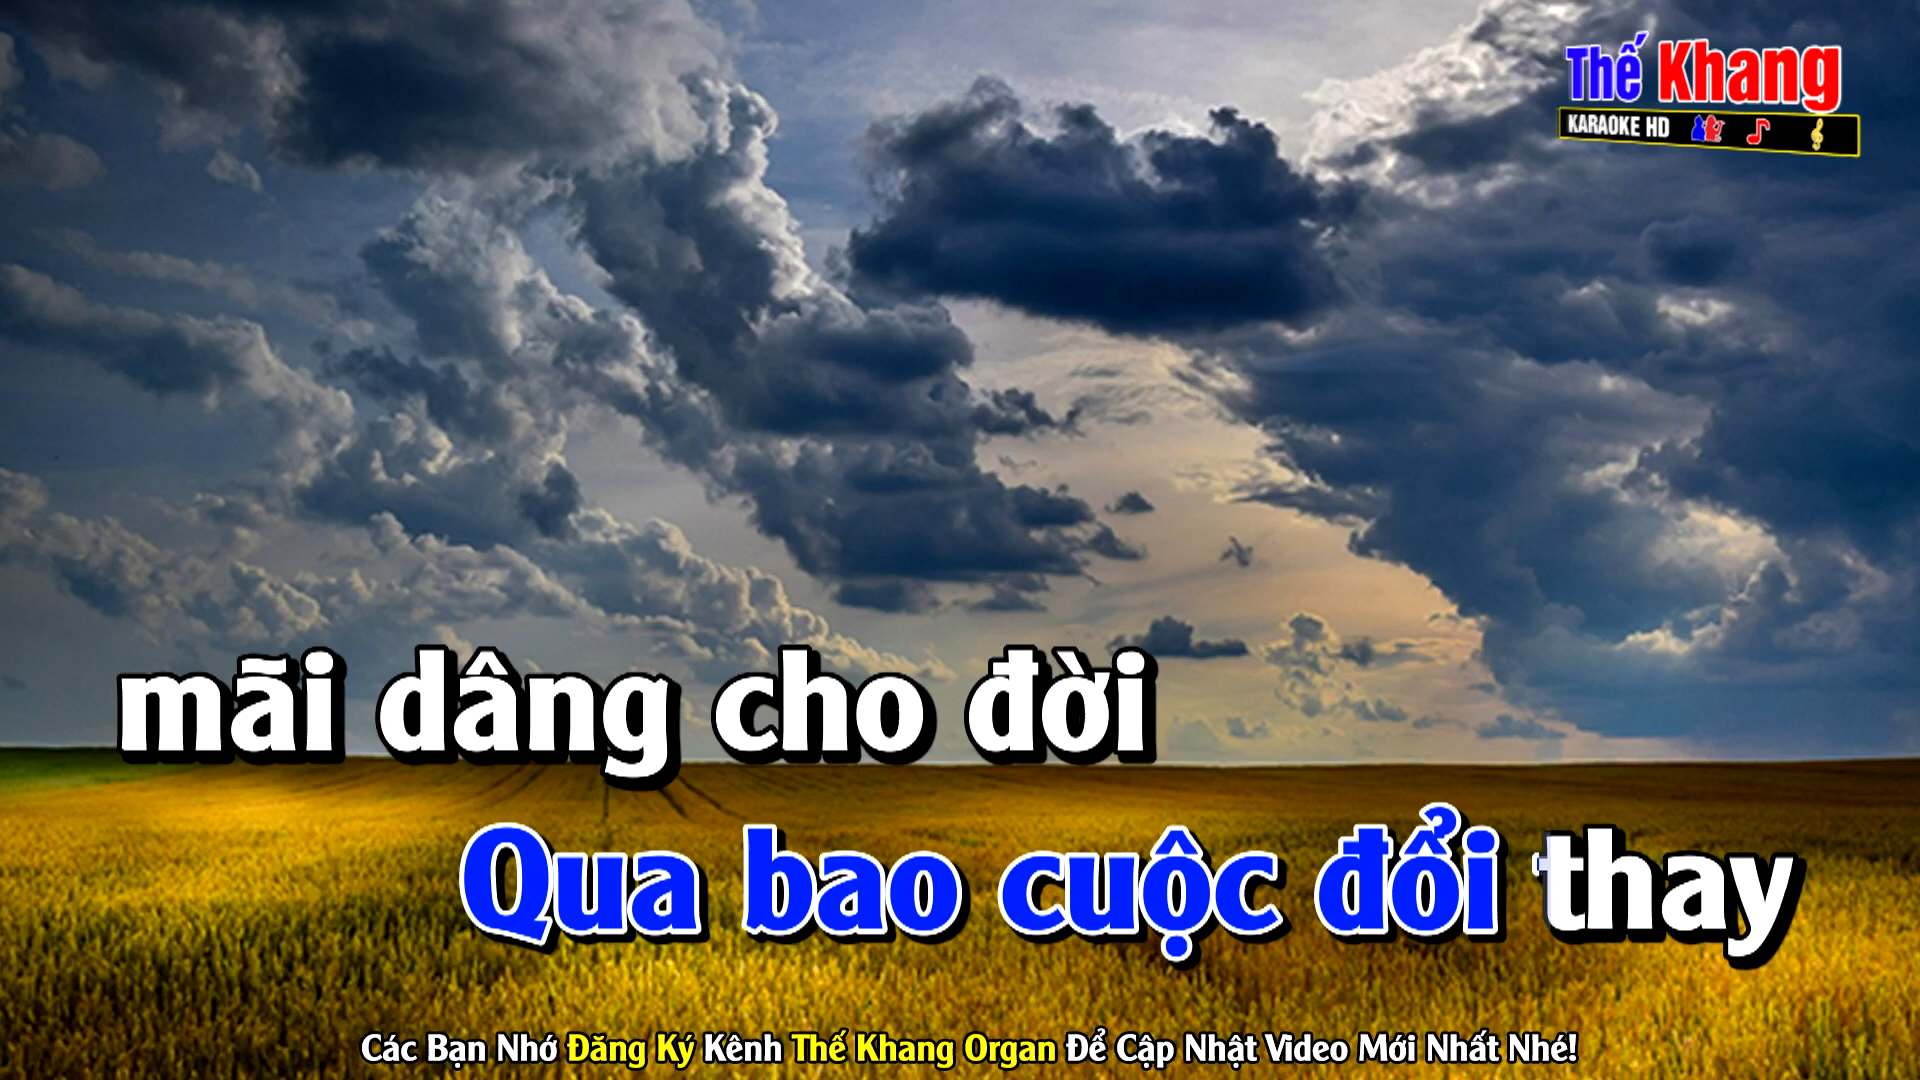 Thế Khang
KARAOKE HD
mãi dâng cho đời
Qua bao cuộc đổi thay
Các Bạn Nhớ Đăng Ký Kênh Thế Khang Organ Để Cập Nhật Video Mới Nhất Nhé!